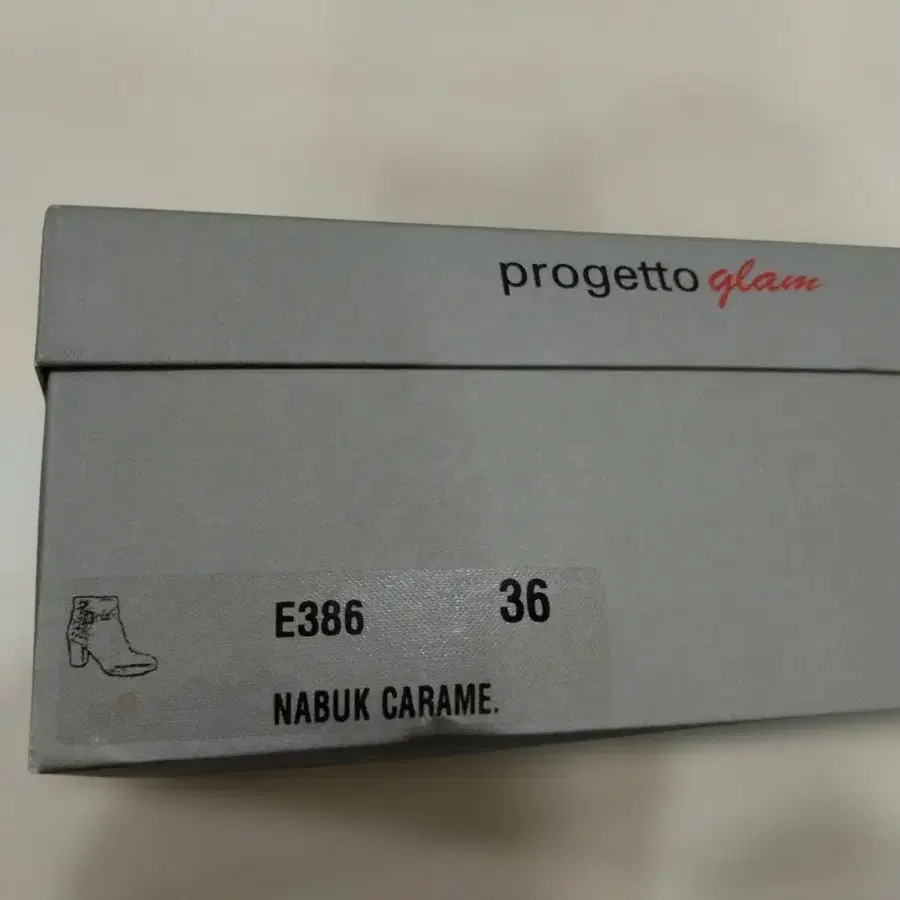 progetto glam
E386 36
NABUK CARAME.